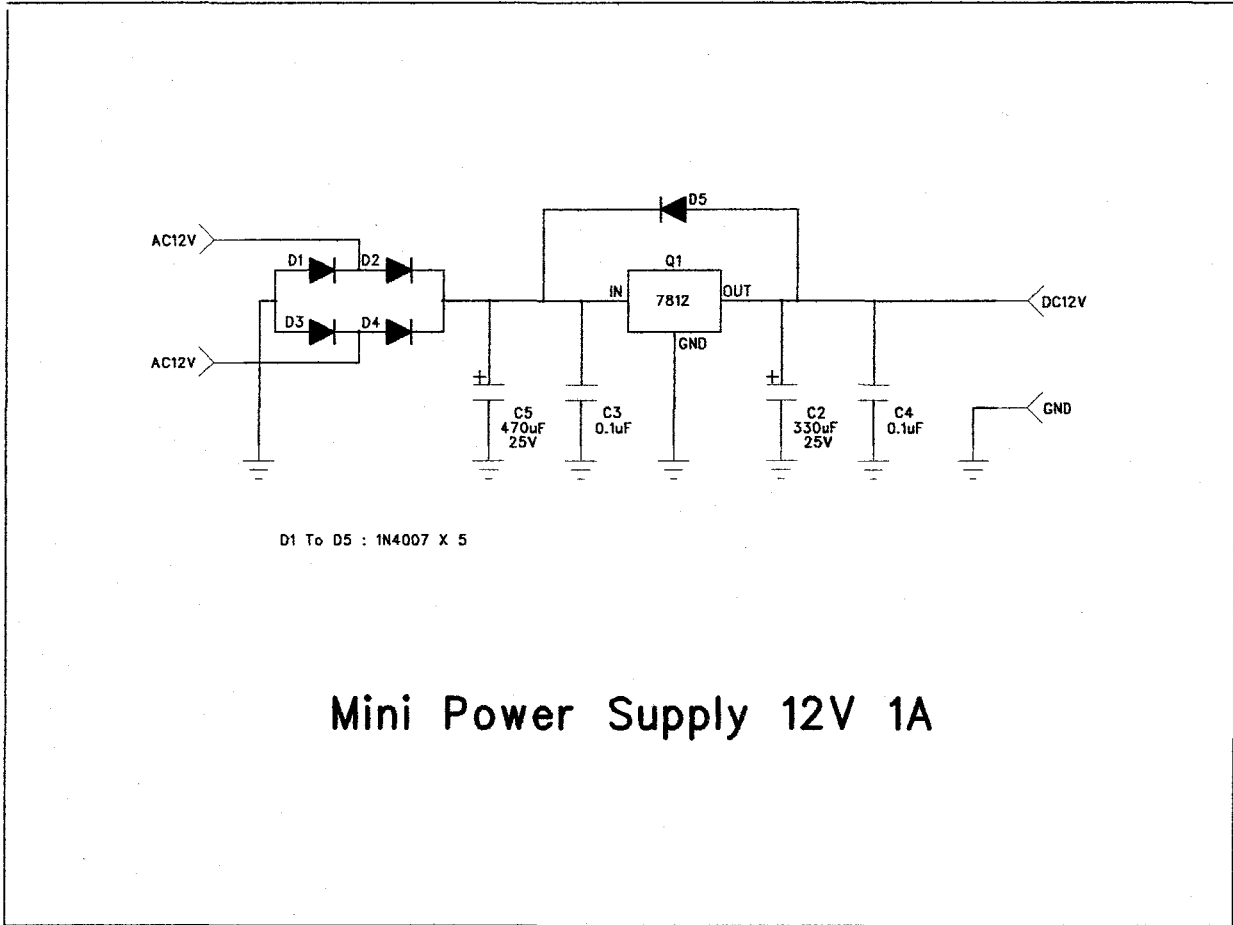 D5
AC12V
D1
D2
Q1
IN
7812
OUT
DC12V
D3
D4
GND
AC12V
+
C5
470uF
25V
C3
0.1uF
+
C2
330uF
25V
C4
0.1uF
GND
D1 To D5 : 1N4007 X 5
Mini Power Supply 12V 1A